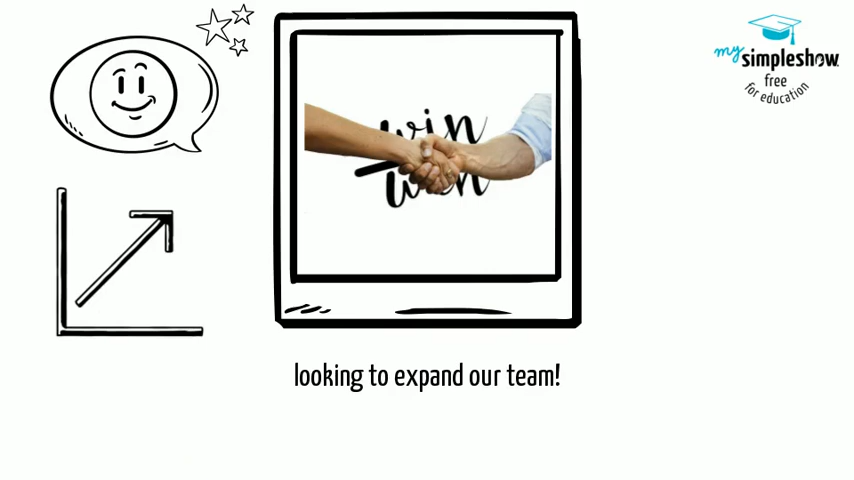 my
simpleshow
free
for education
win
win
looking to expand our team!